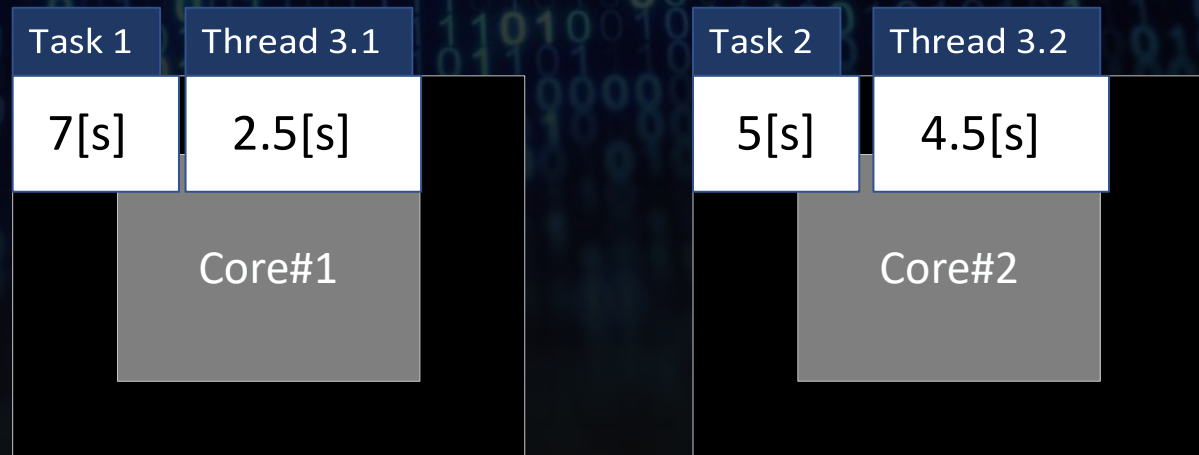 Task 1
Thread 3.1
7[s]
2.5[s]
Core#1
Task 2
Thread 3.2
5[s]
4.5[s]
Core#2